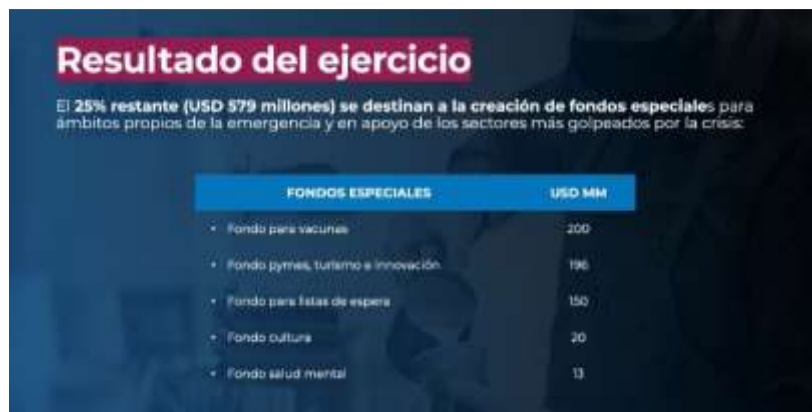 Resultado del ejercicio
El 25% restante (USD 579 millones) se destinan a la creación de fondos especiales para
ámbitos propios de la emergencia y en apoyo de los sectores más golpeados por la crisis:
FONDOS ESPECIALES USD MM
• Fondo para vacunas 200
• Fondo pymes, turismo e innovación 196
• Fondo para listas de espera 150
• Fondo cultura 20
• Fondo salud mental 13